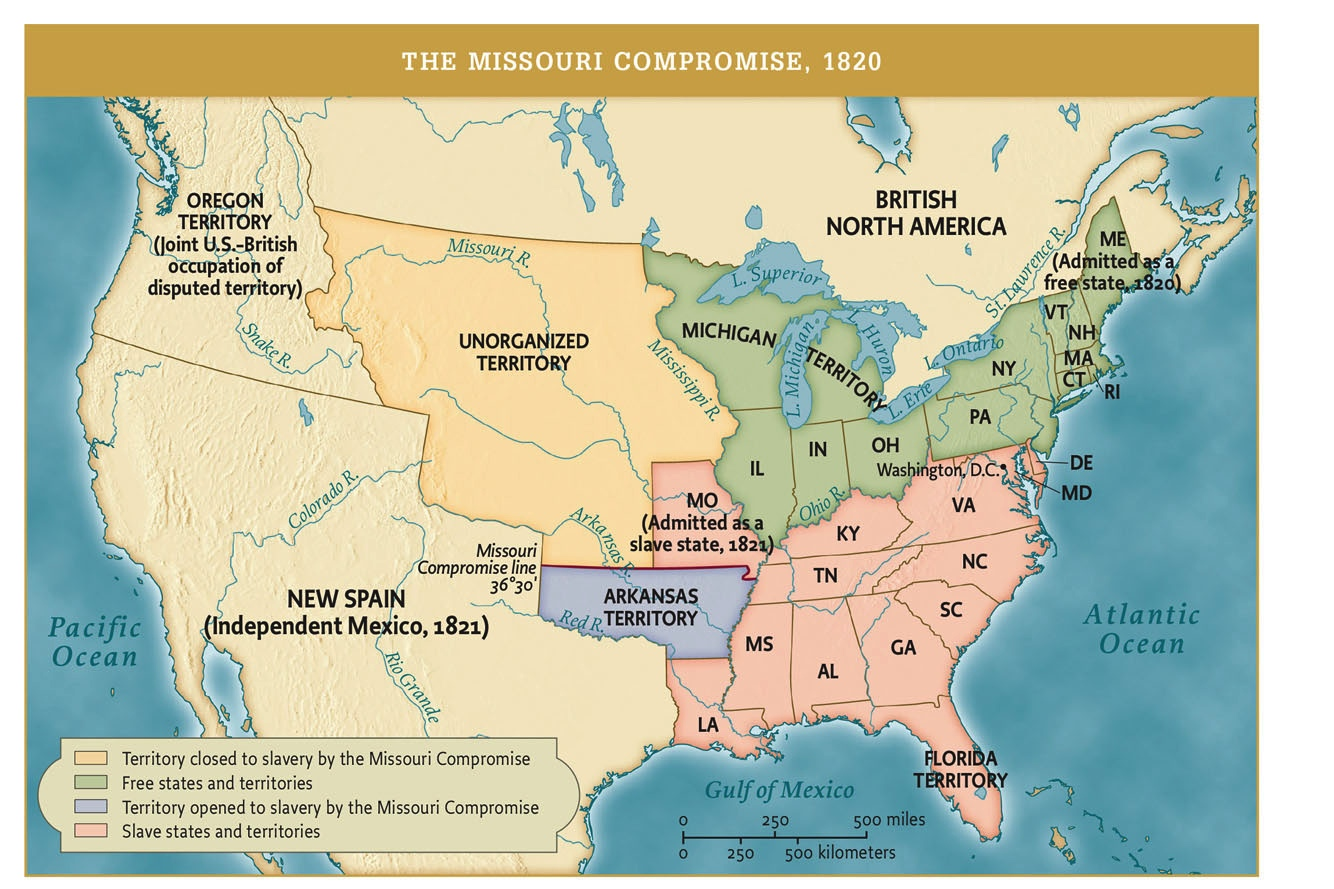 THE MISSOURI COMPROMISE, 1820
OREGON
TERRITORY
(Joint U.S.–British
occupation of
disputed territory)
BRITISH
NORTH AMERICA
ME
(Admitted as a
free state, 1820)
St. Lawrence R.
Missouri R.
L. Superior
VT
NH
MA
CT
RI
NY
L. Ontario
L. Huron
L. Michigan
L. Erie
MICHIGAN
TERRITORY
Snake R.
UNORGANIZED
TERRITORY
Mississippi R.
PA
OH
IN
IL
Washington, D.C.
DE
MD
Ohio R.
VA
KY
MO
(Admitted as a
slave state, 1821)
Colorado R.
Arkansas R.
Missouri
Compromise line
36°30'
NC
TN
SC
ARKANSAS
TERRITORY
Red R.
NEW SPAIN
(Independent Mexico, 1821)
Pacific
Ocean
Atlantic
Ocean
MS
AL
GA
Rio Grande
LA
FLORIDA
TERRITORY
Gulf of Mexico
Territory closed to slavery by the Missouri Compromise
Free states and territories
Territory opened to slavery by the Missouri Compromise
Slave states and territories
0 250 500 miles
0 250 500 kilometers